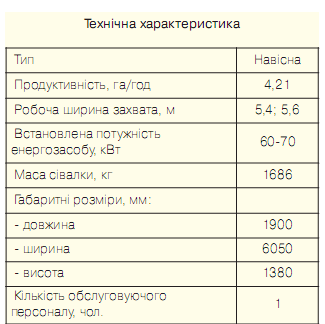 Технічна характеристика
Тип Навісна
Продуктивність, га/год 4,21
Робоча ширина захвата, м 5,4; 5,6
Встановлена потужність
енергозасобу, кВт 60-70
Маса сівалки, кг 1686
Габаритні розміри, мм:
- довжина 1900
- ширина 6050
- висота 1380
Кількість обслуговуючого
персоналу, чол. 1